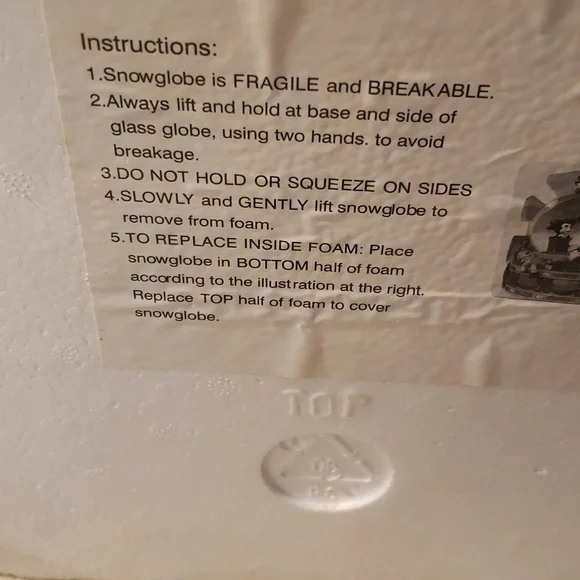 Instructions:
1.Snowglobe is FRAGILE and BREAKABLE.
2.Always lift and hold at base and side of
glass globe, using two hands. to avoid
breakage.
3.DO NOT HOLD OR SQUEEZE ON SIDES
4.SLOWLY and GENTLY lift snowglobe to
remove from foam.
5.TO REPLACE INSIDE FOAM: Place
snowglobe in BOTTOM half of foam
according to the illustration at the right.
Replace TOP half of foam to cover
snowglobe.
TOP